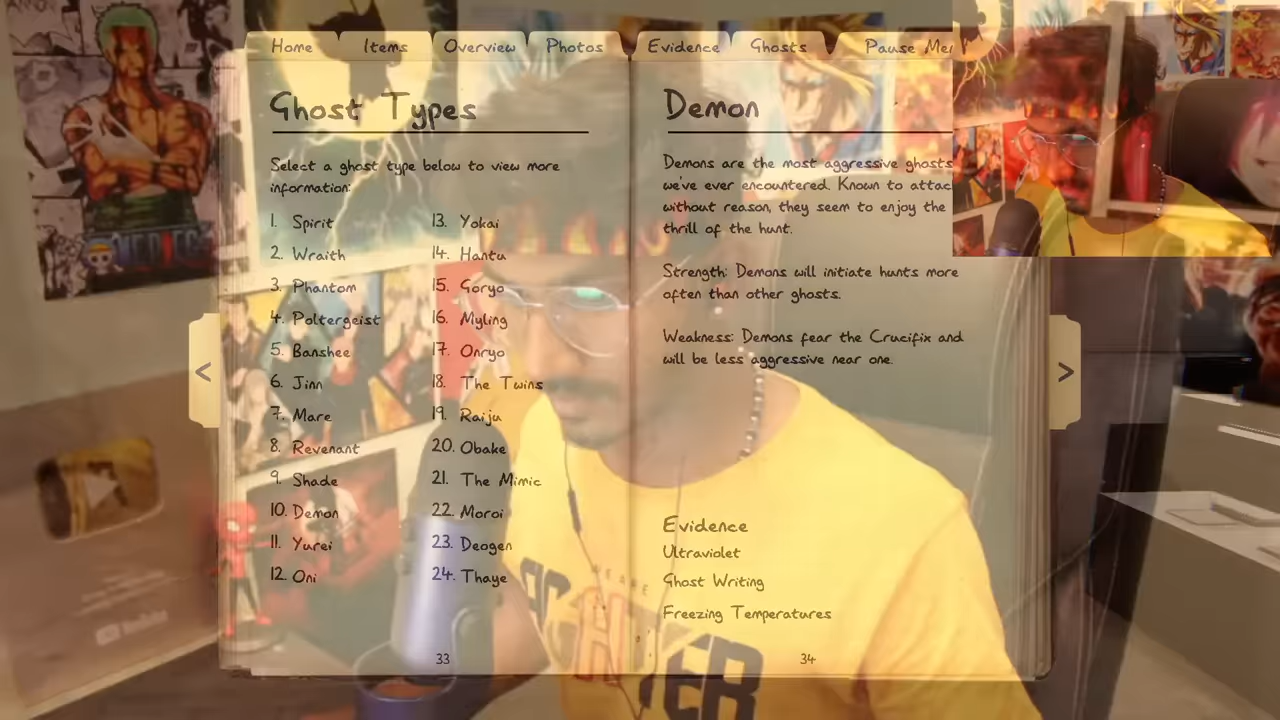 Home Items Overview Photos Evidence Ghosts Pause Me
Ghost Types
Select a ghost type below to view more
information:
1. Spirit
2. Wraith
3. Phantom
4. Poltergeist
5. Banshee
6. Jinn
7. Mare
8. Revenant
9. Shade
10. Demon
11. Yurei
12. Oni
13. Yokai
14. Hantu
15. Goryo
16. Myling
17. Onryo
18. The Twins
19. Raiju
20. Obake
21. The Mimic
22. Moroi
23. Deogen
24. Thaye
33
Demon
Demons are the most aggressive ghosts
we've ever encountered. Known to attac
without reason, they seem to enjoy the
thrill of the hunt.
Strength: Demons will initiate hunts more
often than other ghosts.
Weakness: Demons fear the Crucifix and
will be less aggressive near one.
Evidence
Ultraviolet
Ghost Writing
Freezing Temperatures
34
WE ARE